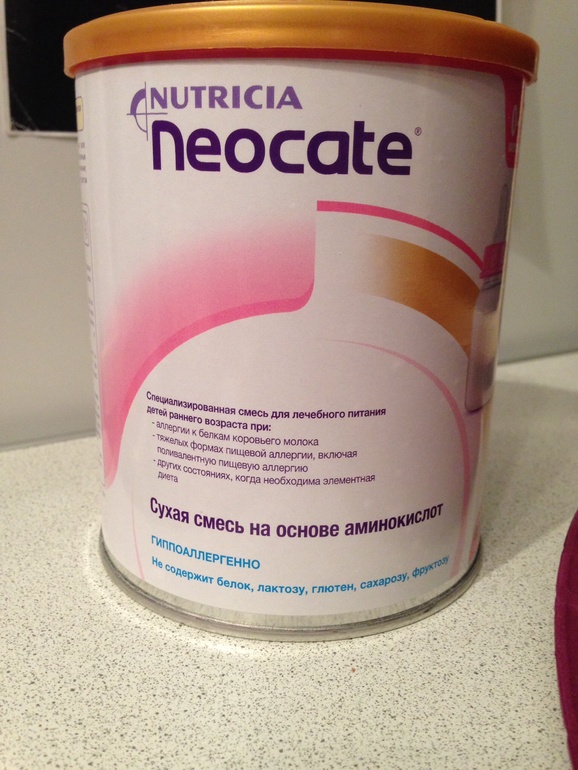 NUTRICIA
neocate®
Специализированная смесь для лечебного питания
детей раннего возраста при:
- аллергии к белкам коровьего молока
- тяжелых формах пищевой аллергии, включая
поливалентную пищевую аллергию
- других состояниях, когда необходима элементная
диета
Сухая смесь на основе аминокислот
ГИППОАЛЛЕРГЕННО
Не содержит белок, лактозу, глютен, сахарозу, фруктозу